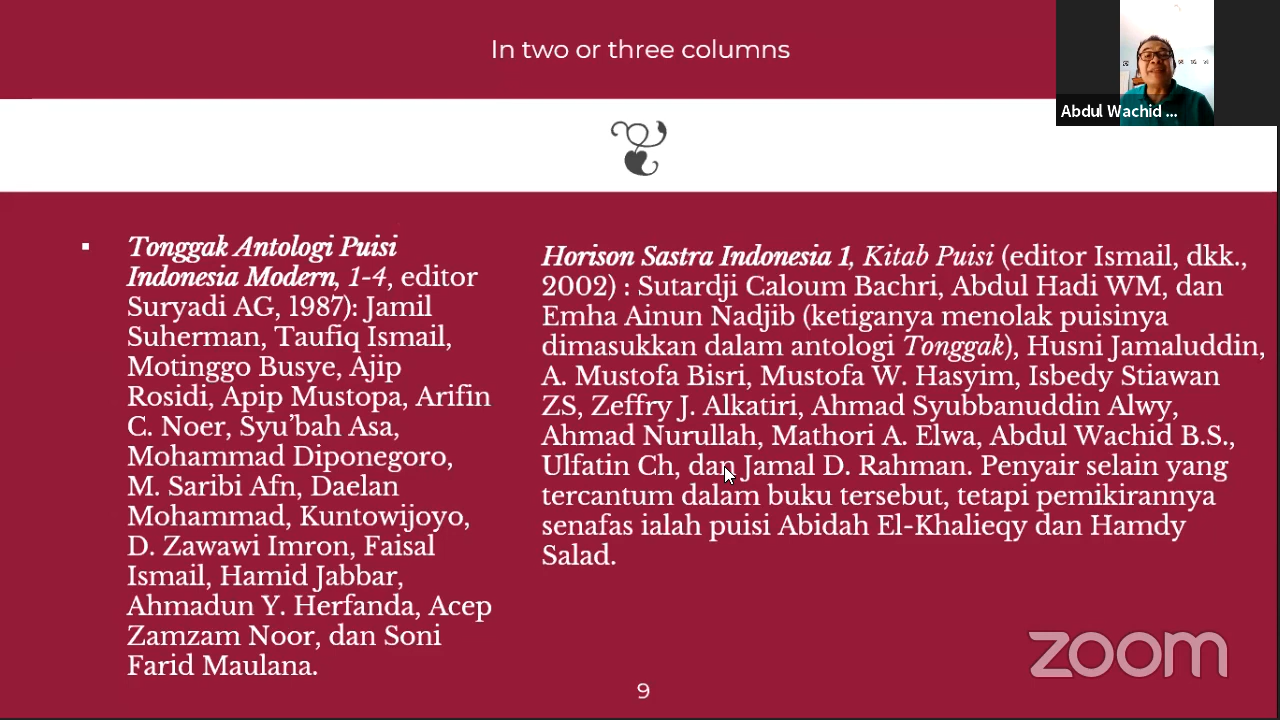 In two or three columns
Abdul Wachid ...
▪ Tonggak Antologi Puisi
Indonesia Modern, 1-4, editor
Suryadi AG, 1987): Jamil
Suherman, Taufiq Ismail,
Motinggo Busye, Ajip
Rosidi, Apip Mustopa, Arifin
C. Noer, Syu’bah Asa,
Mohammad Diponegoro,
M. Saribi Afn, Daelan
Mohammad, Kuntowijoyo,
D. Zawawi Imron, Faisal
Ismail, Hamid Jabbar,
Ahmadun Y. Herfanda, Acep
Zamzam Noor, dan Soni
Farid Maulana.
Horison Sastra Indonesia 1, Kitab Puisi (editor Ismail, dkk.,
2002) : Sutardji Caloum Bachri, Abdul Hadi WM, dan
Emha Ainun Nadjib (ketiganya menolak puisinya
dimasukkan dalam antologi Tonggak), Husni Jamaluddin,
A. Mustofa Bisri, Mustofa W. Hasyim, Isbedy Stiawan
ZS, Zeffry J. Alkatiri, Ahmad Syubbanuddin Alwy,
Ahmad Nurullah, Mathori A. Elwa, Abdul Wachid B.S.,
Ulfatin Ch, dan Jamal D. Rahman. Penyair selain yang
tercantum dalam buku tersebut, tetapi pemikirannya
senafas ialah puisi Abidah El-Khalieqy dan Hamdy
Salad.
zoom
9